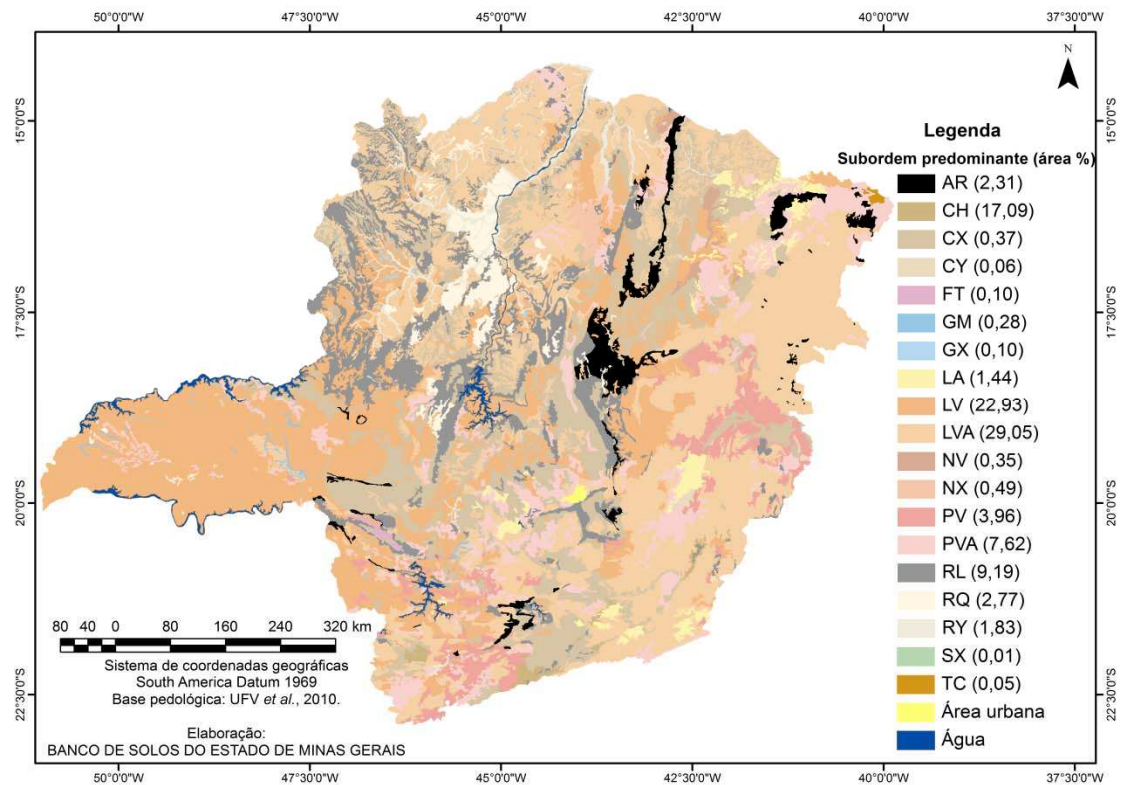 50°0'0"W 47°30'0"W 45°0'0"W 42°30'0"W 40°0'0"W 37°30'0"W
N
15°0'0"S 15°0'0"S
17°30'0"S 17°30'0"S
20°0'0"S 20°0'0"S
22°30'0"S 22°30'0"S
Legenda
Subordem predominante (área %)
AR (2,31)
CH (17,09)
CX (0,37)
CY (0,06)
FT (0,10)
GM (0,28)
GX (0,10)
LA (1,44)
LV (22,93)
LVA (29,05)
NV (0,35)
NX (0,49)
PV (3,96)
PVA (7,62)
RL (9,19)
RQ (2,77)
RY (1,83)
SX (0,01)
TC (0,05)
Área urbana
Água
80 40 0 80 160 240 320 km
Sistema de coordenadas geográficas
South America Datum 1969
Base pedológica: UFV et al., 2010.
Elaboração:
BANCO DE SOLOS DO ESTADO DE MINAS GERAIS
50°0'0"W 47°30'0"W 45°0'0"W 42°30'0"W 40°0'0"W 37°30'0"W